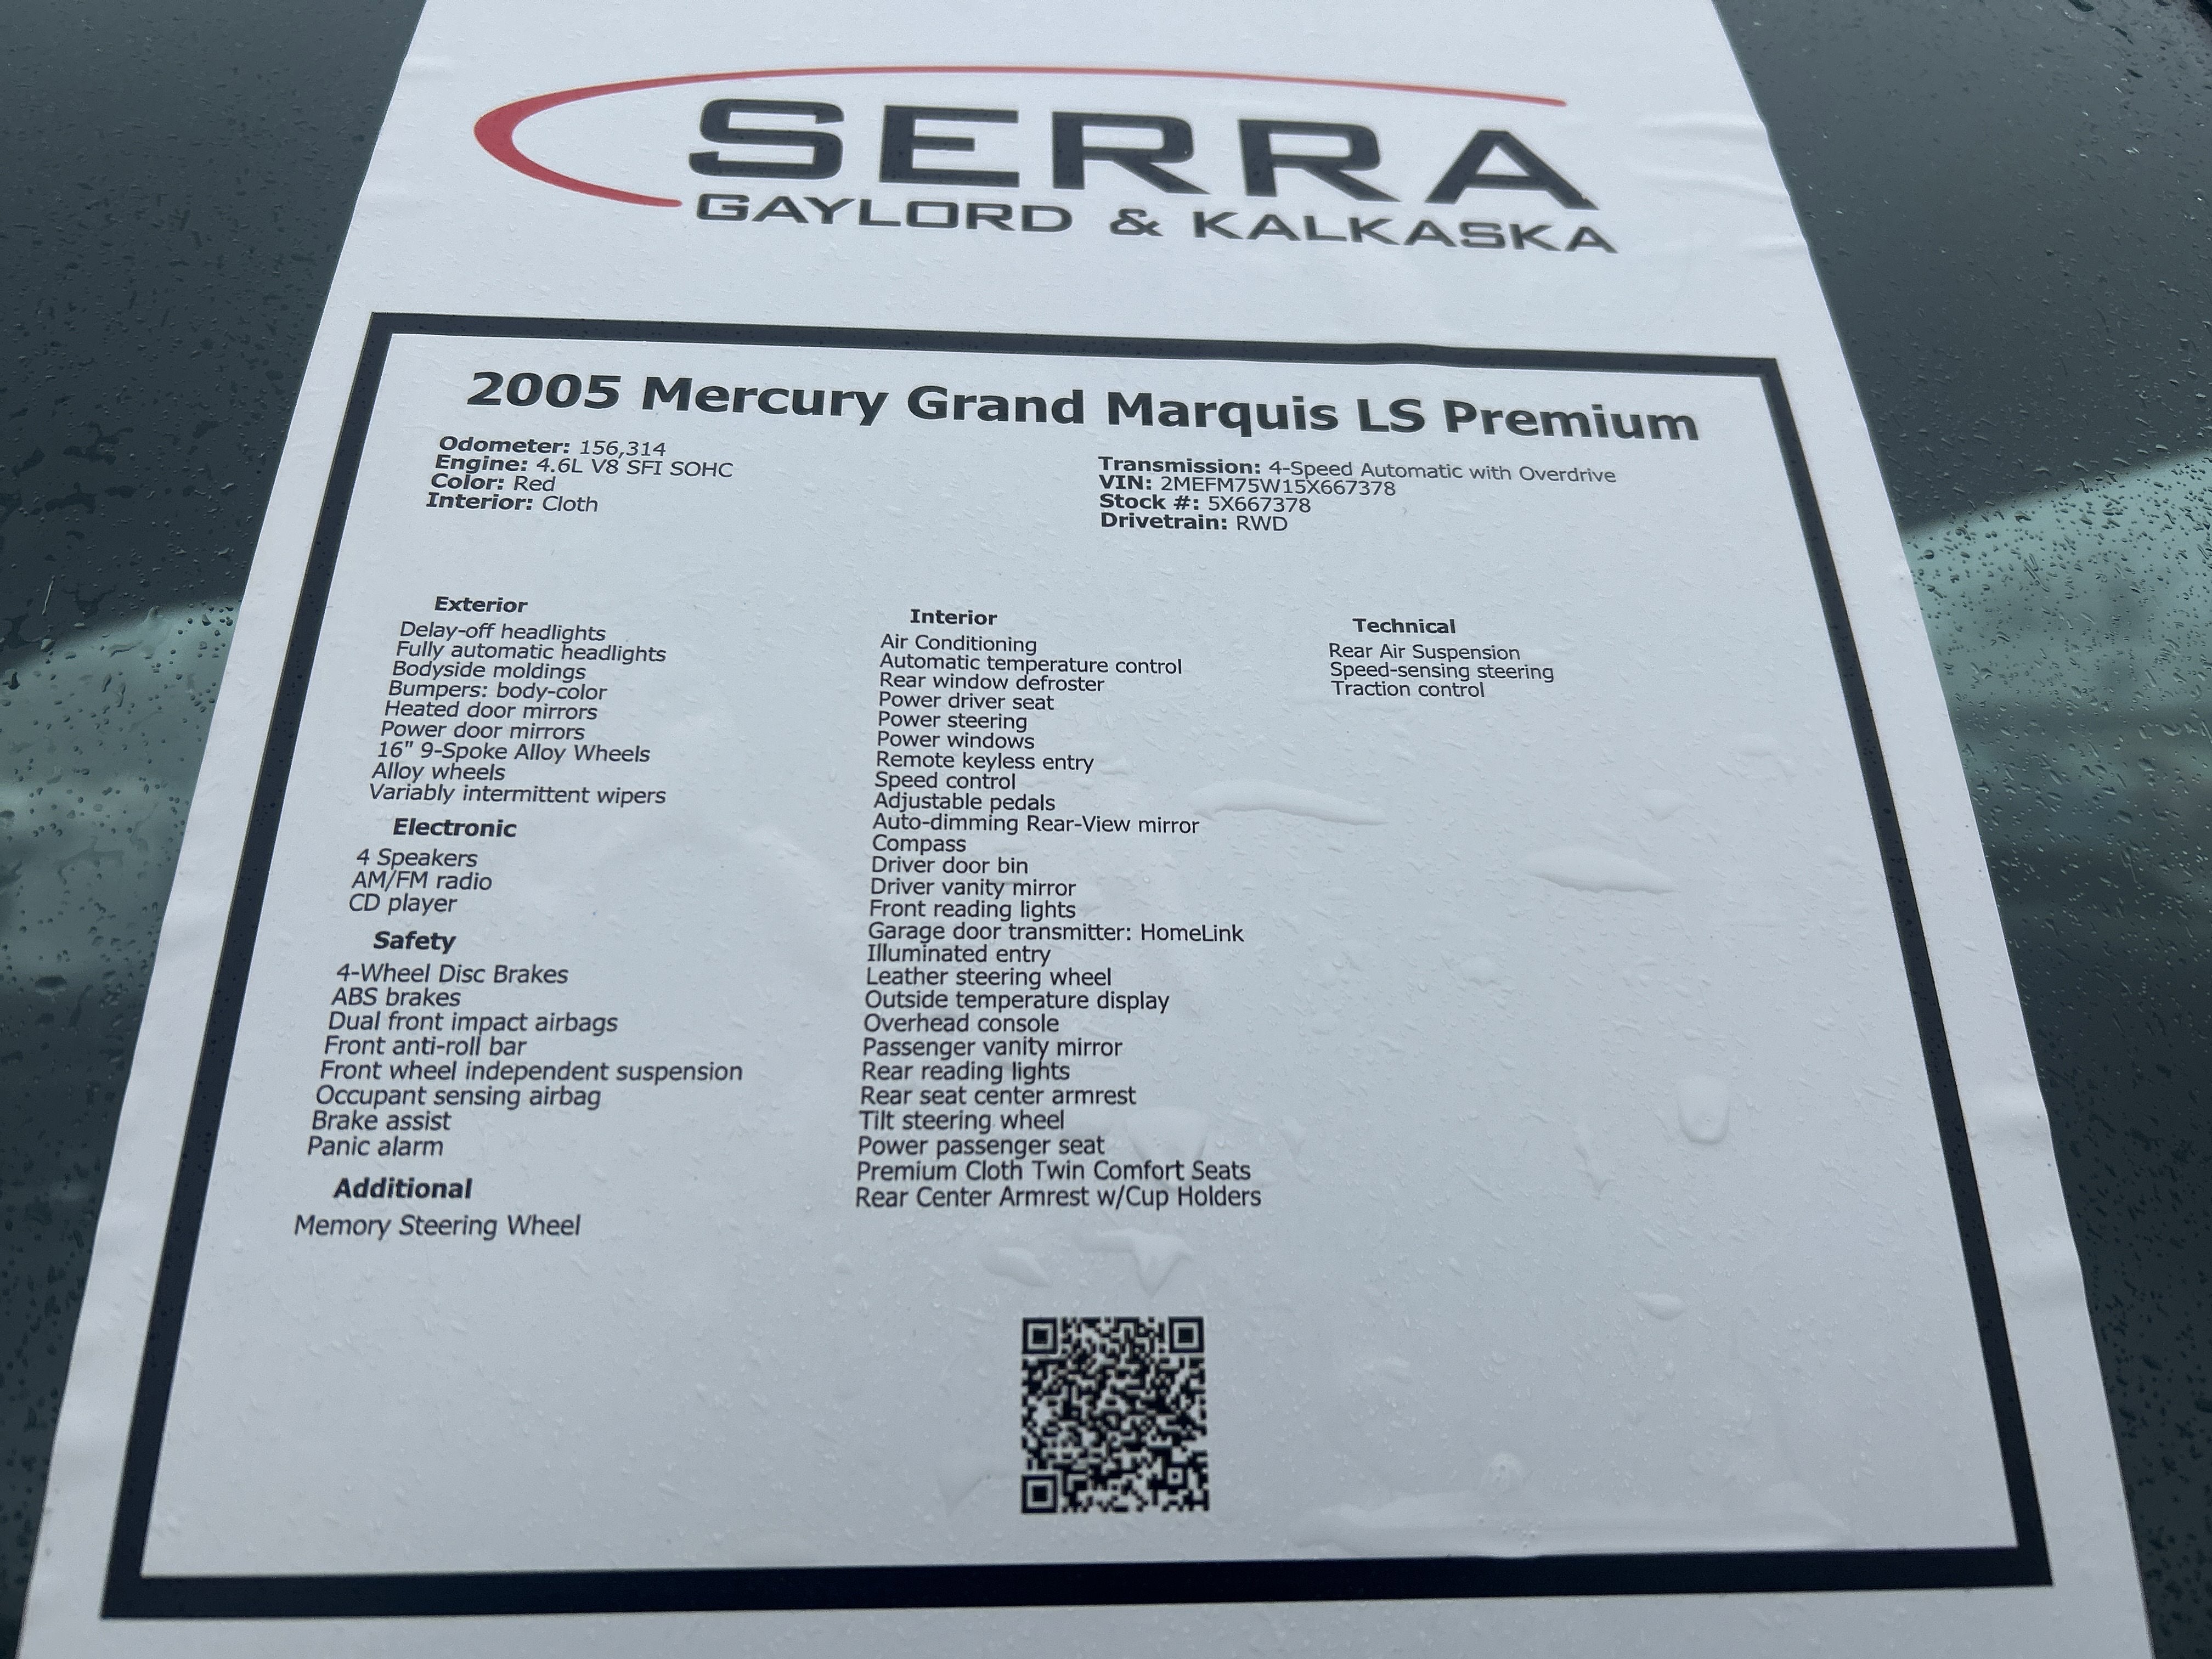 SERRA
GAYLORD & KALKASKA
2005 Mercury Grand Marquis LS Premium
Odometer: 156,314
Engine: 4.6L V8 SFI SOHC
Color: Red
Interior: Cloth
Transmission: 4-Speed Automatic with Overdrive
VIN: 2MEFM75W15X667378
Stock #: 5X667378
Drivetrain: RWD
Exterior
Delay-off headlights
Fully automatic headlights
Bodyside moldings
Bumpers: body-color
Heated door mirrors
Power door mirrors
16" 9-Spoke Alloy Wheels
Alloy wheels
Variably intermittent wipers
Electronic
4 Speakers
AM/FM radio
CD player
Safety
4-Wheel Disc Brakes
ABS brakes
Dual front impact airbags
Front anti-roll bar
Front wheel independent suspension
Occupant sensing airbag
Brake assist
Panic alarm
Additional
Memory Steering Wheel
Interior
Air Conditioning
Automatic temperature control
Rear window defroster
Power driver seat
Power steering
Power windows
Remote keyless entry
Speed control
Adjustable pedals
Auto-dimming Rear-View mirror
Compass
Driver door bin
Driver vanity mirror
Front reading lights
Garage door transmitter: HomeLink
Illuminated entry
Leather steering wheel
Outside temperature display
Overhead console
Passenger vanity mirror
Rear reading lights
Rear seat center armrest
Tilt steering wheel
Power passenger seat
Premium Cloth Twin Comfort Seats
Rear Center Armrest w/Cup Holders
Technical
Rear Air Suspension
Speed-sensing steering
Traction control